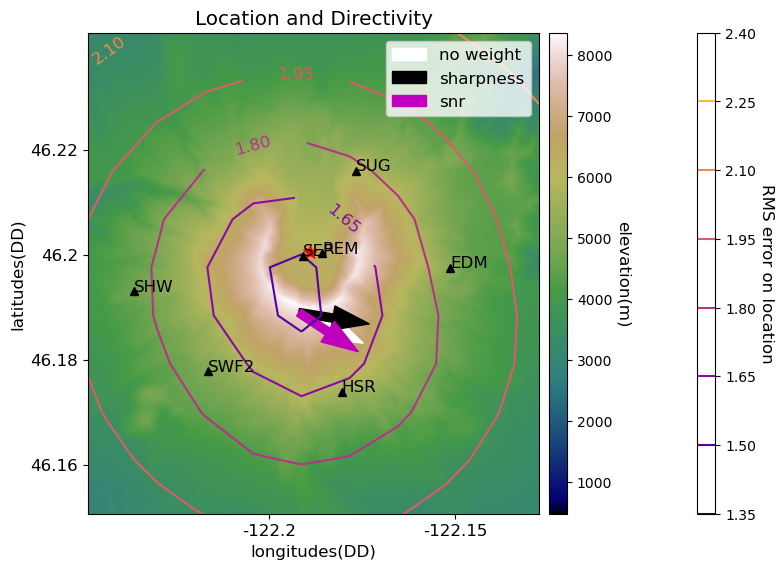 Location and Directivity
no weight
sharpness
snr
2.10
1.95
1.80
1.65
SUG
SEP
REM
EDM
SHW
SWF2
HSR
46.22
46.2
46.18
46.16
latitudes(DD)
-122.2
-122.15
longitudes(DD)
8000
7000
6000
5000
4000
3000
2000
1000
elevation(m)
2.40
2.25
2.10
1.95
1.80
1.65
1.50
1.35
RMS error on location